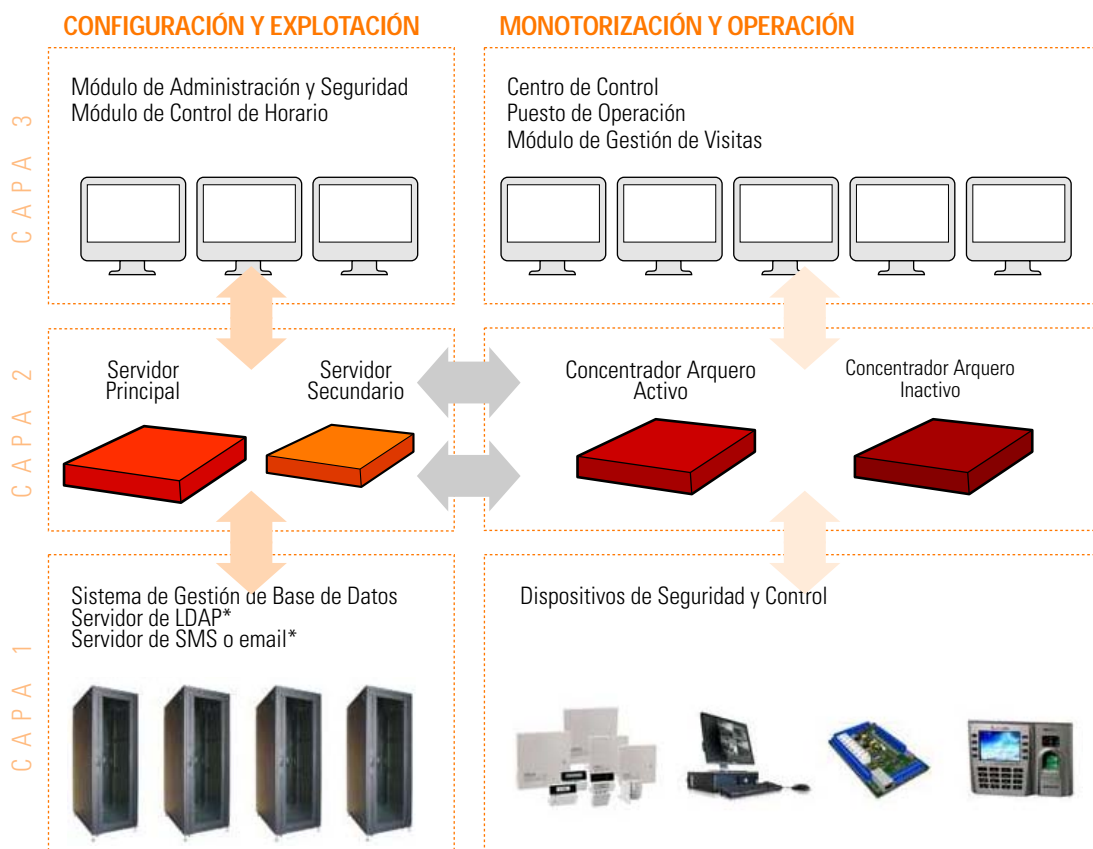 CONFIGURACIÓN Y EXPLOTACIÓN
MONOTORIZACIÓN Y OPERACIÓN
CAPA 3
Módulo de Administración y Seguridad
Módulo de Control de Horario
Centro de Control
Puesto de Operación
Módulo de Gestión de Visitas
CAPA 2
Servidor
Principal
Servidor
Secundario
Concentrador Arquero
Activo
Concentrador Arquero
Inactivo
CAPA 1
Sistema de Gestión de Base de Datos
Servidor de LDAP*
Servidor de SMS o email*
Dispositivos de Seguridad y Control